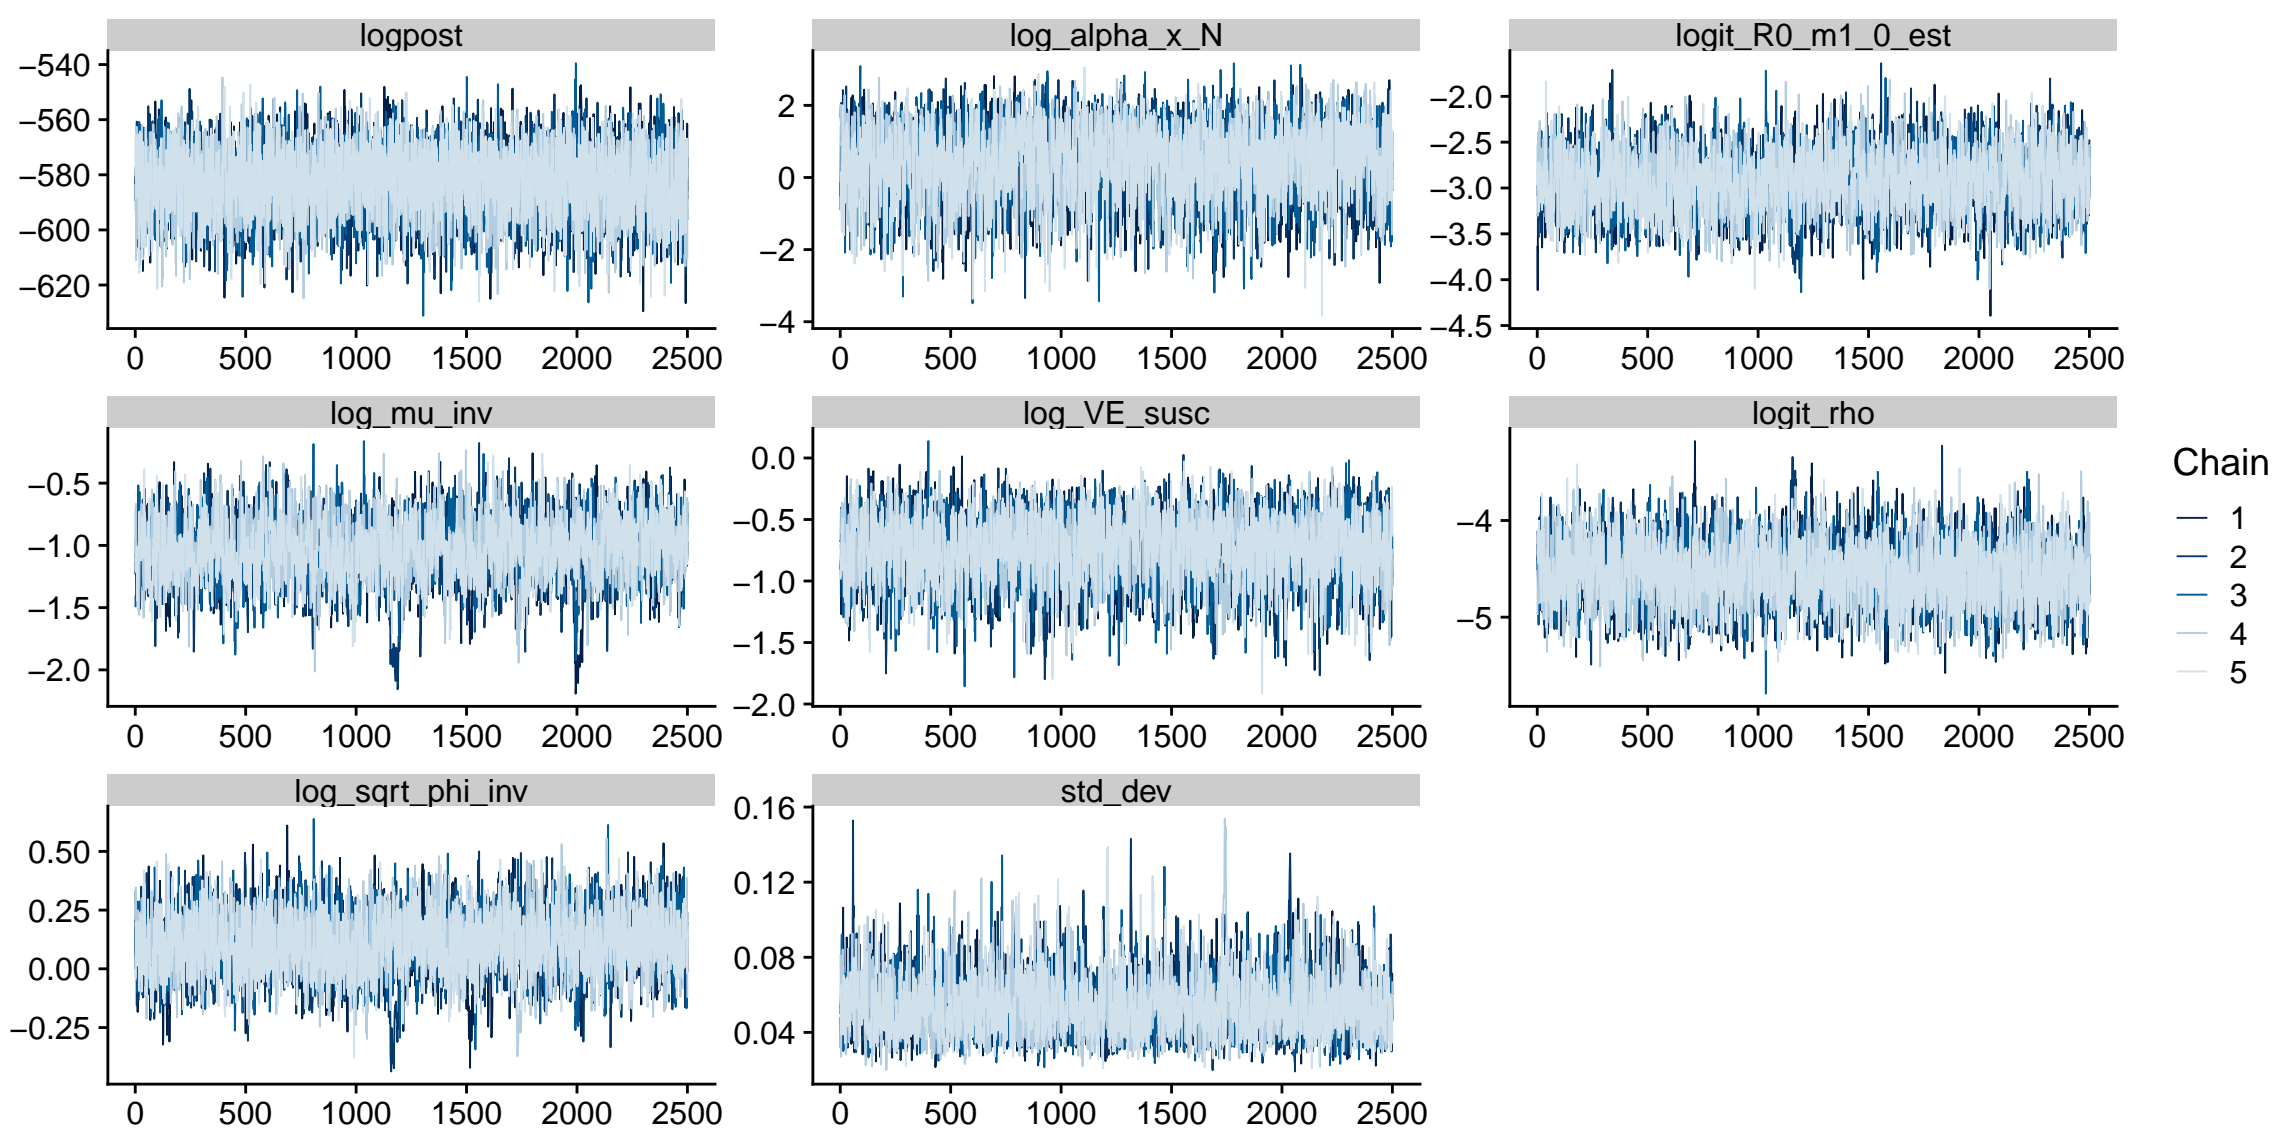 logpost
−540
−560
−580
−600
−620
0 500 1000 1500 2000 2500
log_alpha_x_N
2
0
−2
−4
0 500 1000 1500 2000 2500
logit_R0_m1_0_est
−2.0
−2.5
−3.0
−3.5
−4.0
−4.5
0 500 1000 1500 2000 2500
log_mu_inv
−0.5
−1.0
−1.5
−2.0
0 500 1000 1500 2000 2500
log_VE_susc
0.0
−0.5
−1.0
−1.5
−2.0
0 500 1000 1500 2000 2500
logit_rho
−4
−5
0 500 1000 1500 2000 2500
log_sqrt_phi_inv
0.50
0.25
0.00
−0.25
0 500 1000 1500 2000 2500
std_dev
0.16
0.12
0.08
0.04
0 500 1000 1500 2000 2500
Chain
1
2
3
4
5